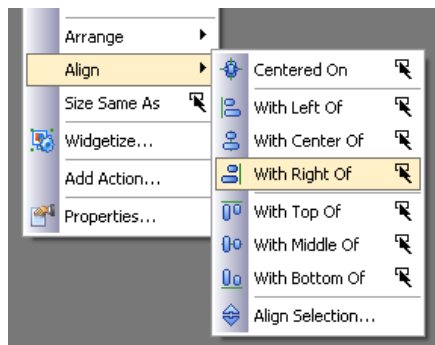 Arrange
Align
Size Same As
Widgetize...
Add Action...
Properties...
Centered On
With Left Of
With Center Of
With Right Of
With Top Of
With Middle Of
With Bottom Of
Align Selection...